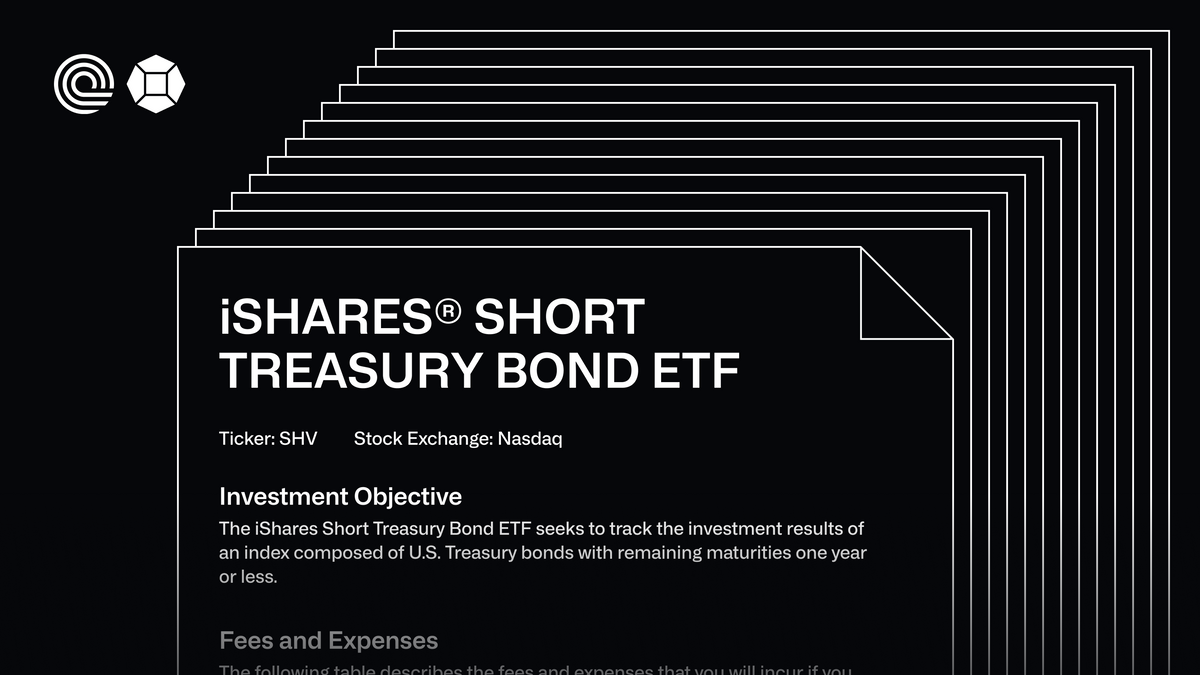 iSHARES® SHORT
TREASURY BOND ETF
Ticker: SHV Stock Exchange: Nasdaq
Investment Objective
The iShares Short Treasury Bond ETF seeks to track the investment results of
an index composed of U.S. Treasury bonds with remaining maturities one year
or less.
Fees and Expenses
The following table describes the fees and expenses that you will incur if you